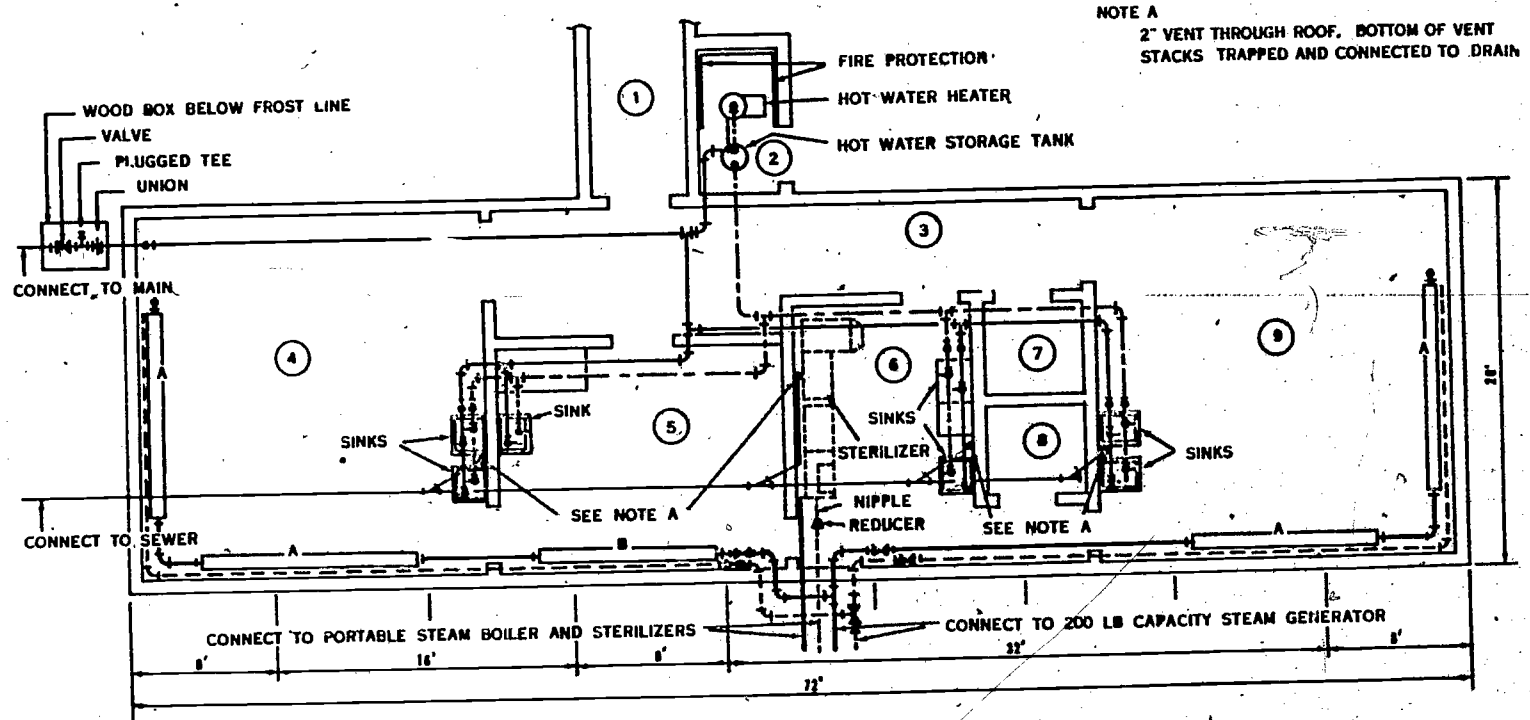 NOTE A
2" VENT THROUGH ROOF. BOTTOM OF VENT
STACKS TRAPPED AND CONNECTED TO DRAIN
FIRE PROTECTION
HOT WATER HEATER
HOT WATER STORAGE TANK
WOOD BOX BELOW FROST LINE
VALVE
PLUGGED TEE
UNION
1
2
3
CONNECT TO MAIN
4
A
SINKS
SINK
5
6
SINKS
STERILIZER
7
8
SINKS
9
A
28'
CONNECT TO SEWER
SEE NOTE A
NIPPLE
REDUCER
SEE NOTE A
A
B
A
CONNECT TO PORTABLE STEAM BOILER AND STERILIZERS
CONNECT TO 200 LB CAPACITY STEAM GENERATOR
8'
16'
8'
32'
8'
72'